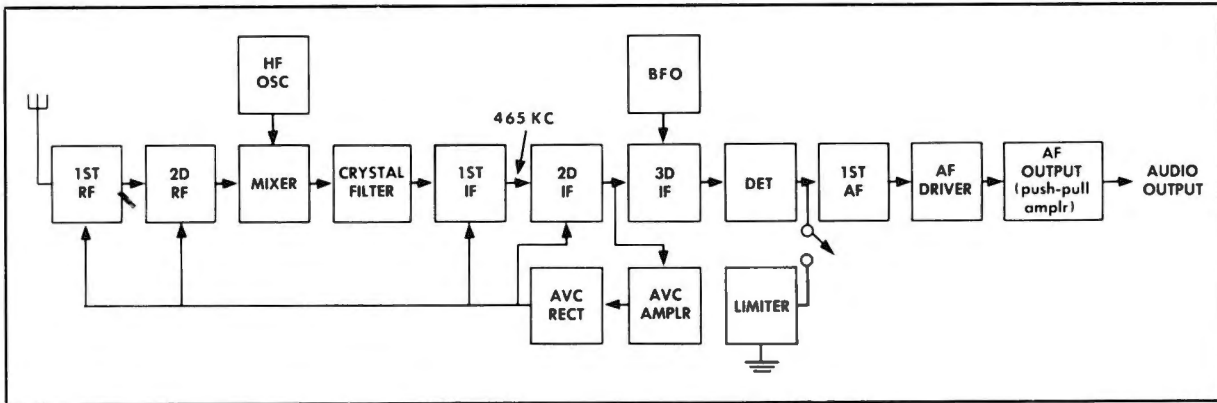 HF
OSC
BFO
465 KC
1ST
RF
2D
RF
MIXER
CRYSTAL
FILTER
1ST
IF
2D
IF
3D
IF
DET
1ST
AF
AF
DRIVER
AF
OUTPUT
(push-pull
amplr)
AUDIO
OUTPUT
AVC
RECT
AVC
AMPLR
LIMITER